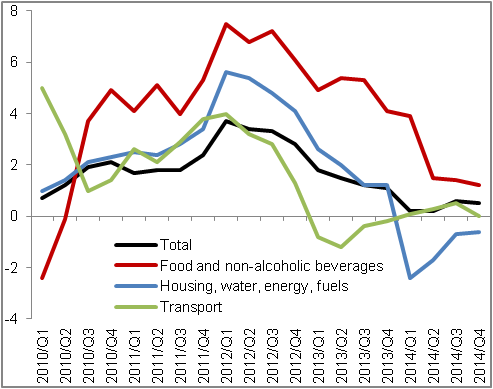 8
6
4
2
0
-2
-4
Total
Food and non-alcoholic beverages
Housing, water, energy, fuels
Transport
2010/Q1
2010/Q2
2010/Q3
2010/Q4
2011/Q1
2011/Q2
2011/Q3
2011/Q4
2012/Q1
2012/Q2
2012/Q3
2012/Q4
2013/Q1
2013/Q2
2013/Q3
2013/Q4
2014/Q1
2014/Q2
2014/Q3
2014/Q4